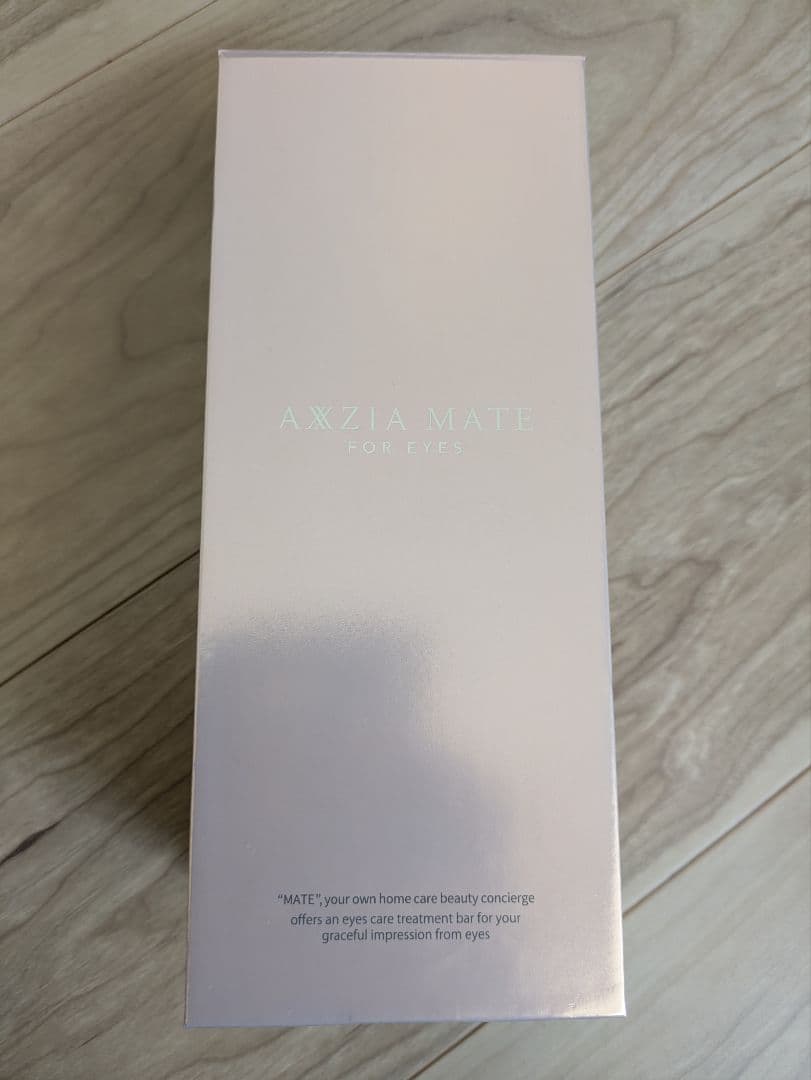 AXXZIA MATE
FOR EYES
“MATE”, your own home care beauty concierge
offers an eyes care treatment bar for your
graceful impression from eyes